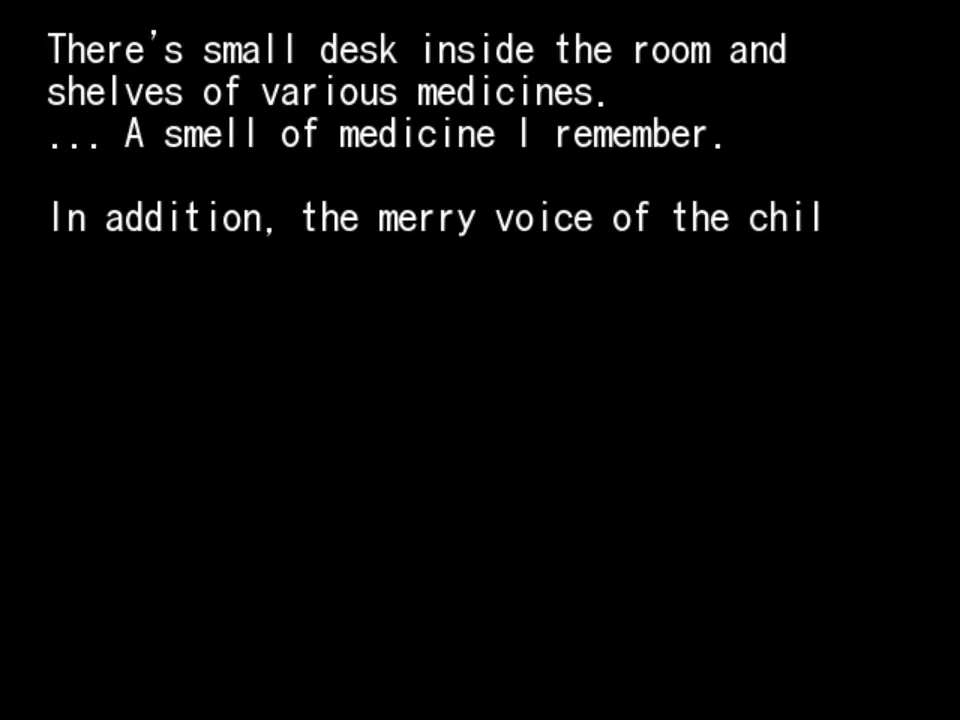 There's small desk inside the room and
shelves of various medicines.
... A smell of medicine I remember.
In addition, the merry voice of the chil